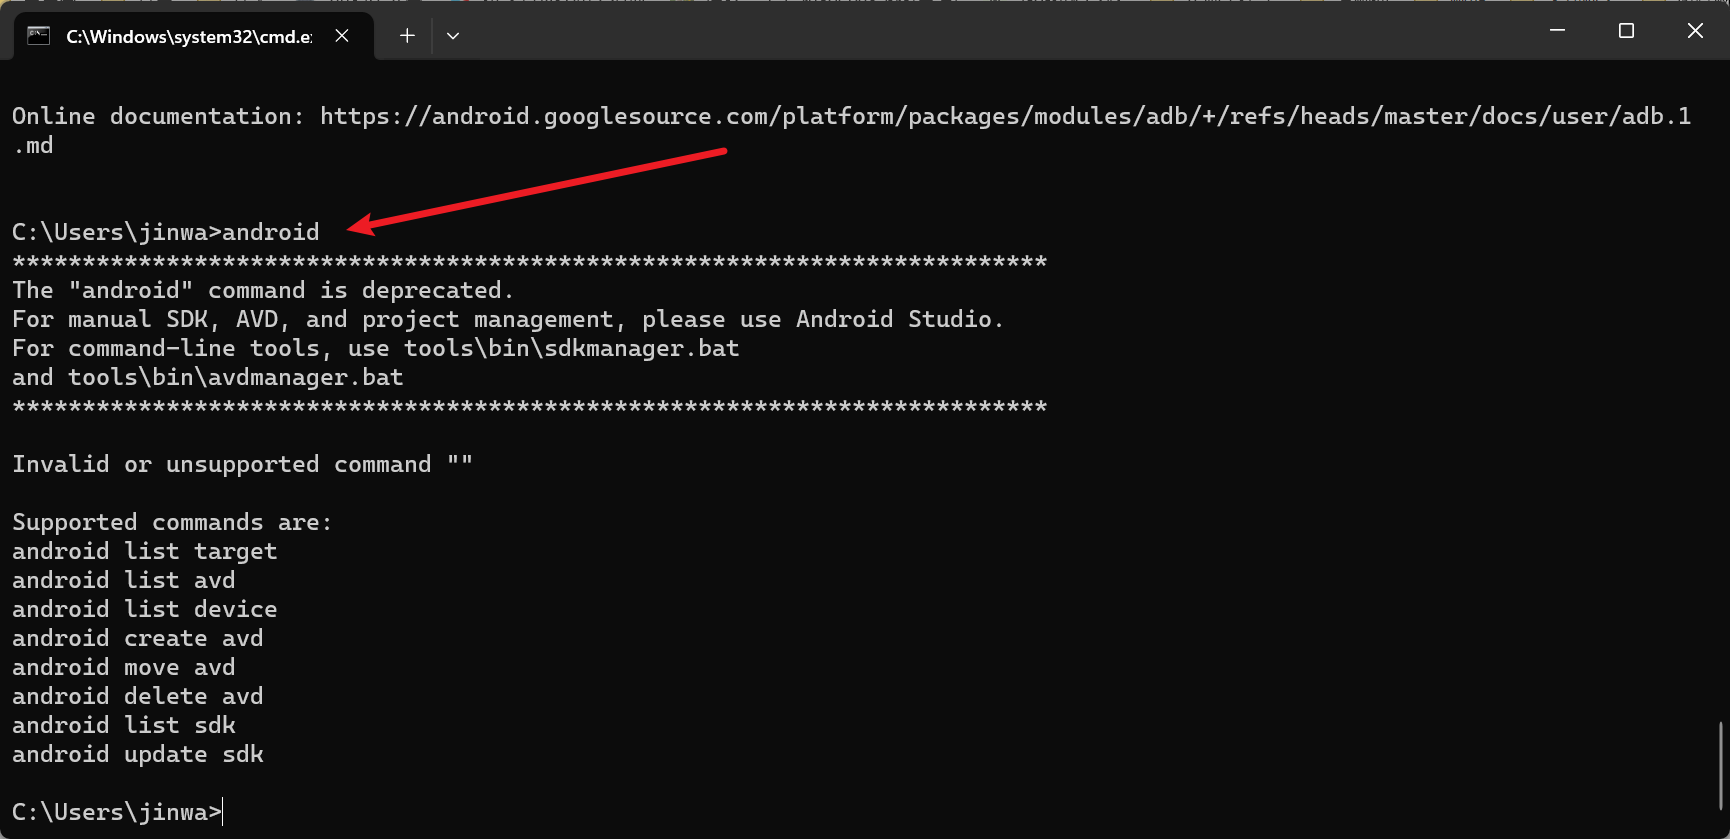 C:\Windows\system32\cmd.e
Online documentation: https://android.googlesource.com/platform/packages/modules/adb/+/refs/heads/master/docs/user/adb.1
.md
C:\Users\jinwa>android
**************************************************************************
The "android" command is deprecated.
For manual SDK, AVD, and project management, please use Android Studio.
For command-line tools, use tools\bin\sdkmanager.bat
and tools\bin\avdmanager.bat
**************************************************************************
Invalid or unsupported command ""
Supported commands are:
android list target
android list avd
android list device
android create avd
android move avd
android delete avd
android list sdk
android update sdk
C:\Users\jinwa>